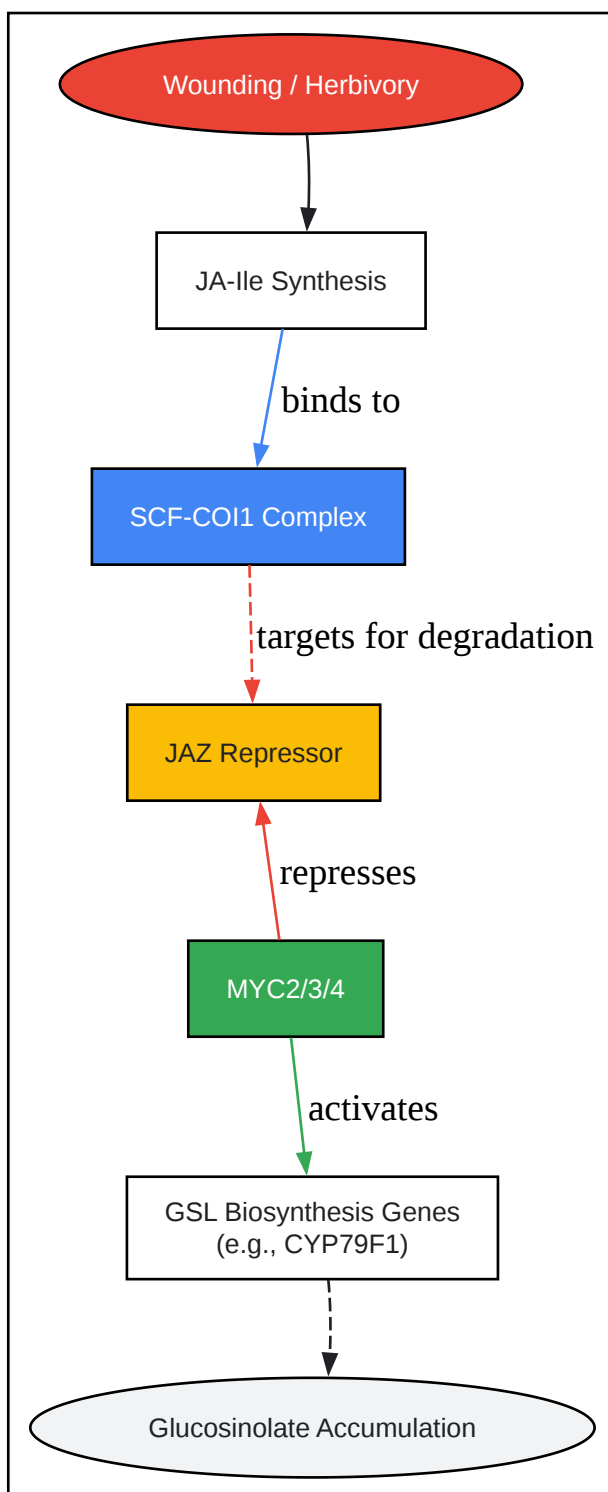 Wounding / Herbivory
JA-Ile Synthesis
binds to
SCF-COI1 Complex
targets for degradation
JAZ Repressor
represses
MYC2/3/4
activates
GSL Biosynthesis Genes
(e.g., CYP79F1)
Glucosinolate Accumulation